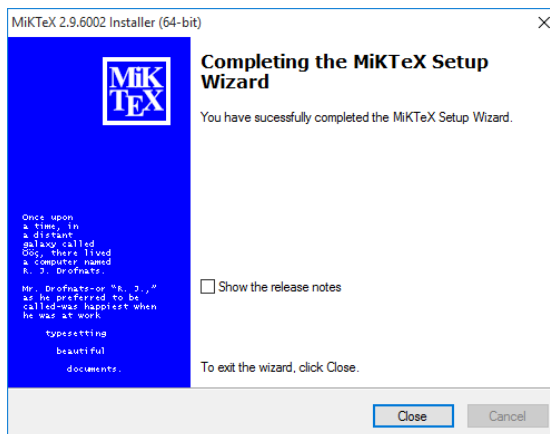 MiKTeX 2.9.6002 Installer (64-bit)
MiK
TEX
Completing the MiKTeX Setup
Wizard
You have sucessfully completed the MiKTeX Setup Wizard.
Once upon
a time, in
a distant
galaxy called
Ööç, there lived
a computer named
R. J. Drofnats.
Mr. Drofnats-or “R. J.,”
as he preferred to be
called-was happiest when
he was at work
typesetting
beautiful
documents.
Show the release notes
To exit the wizard, click Close.
Close
Cancel